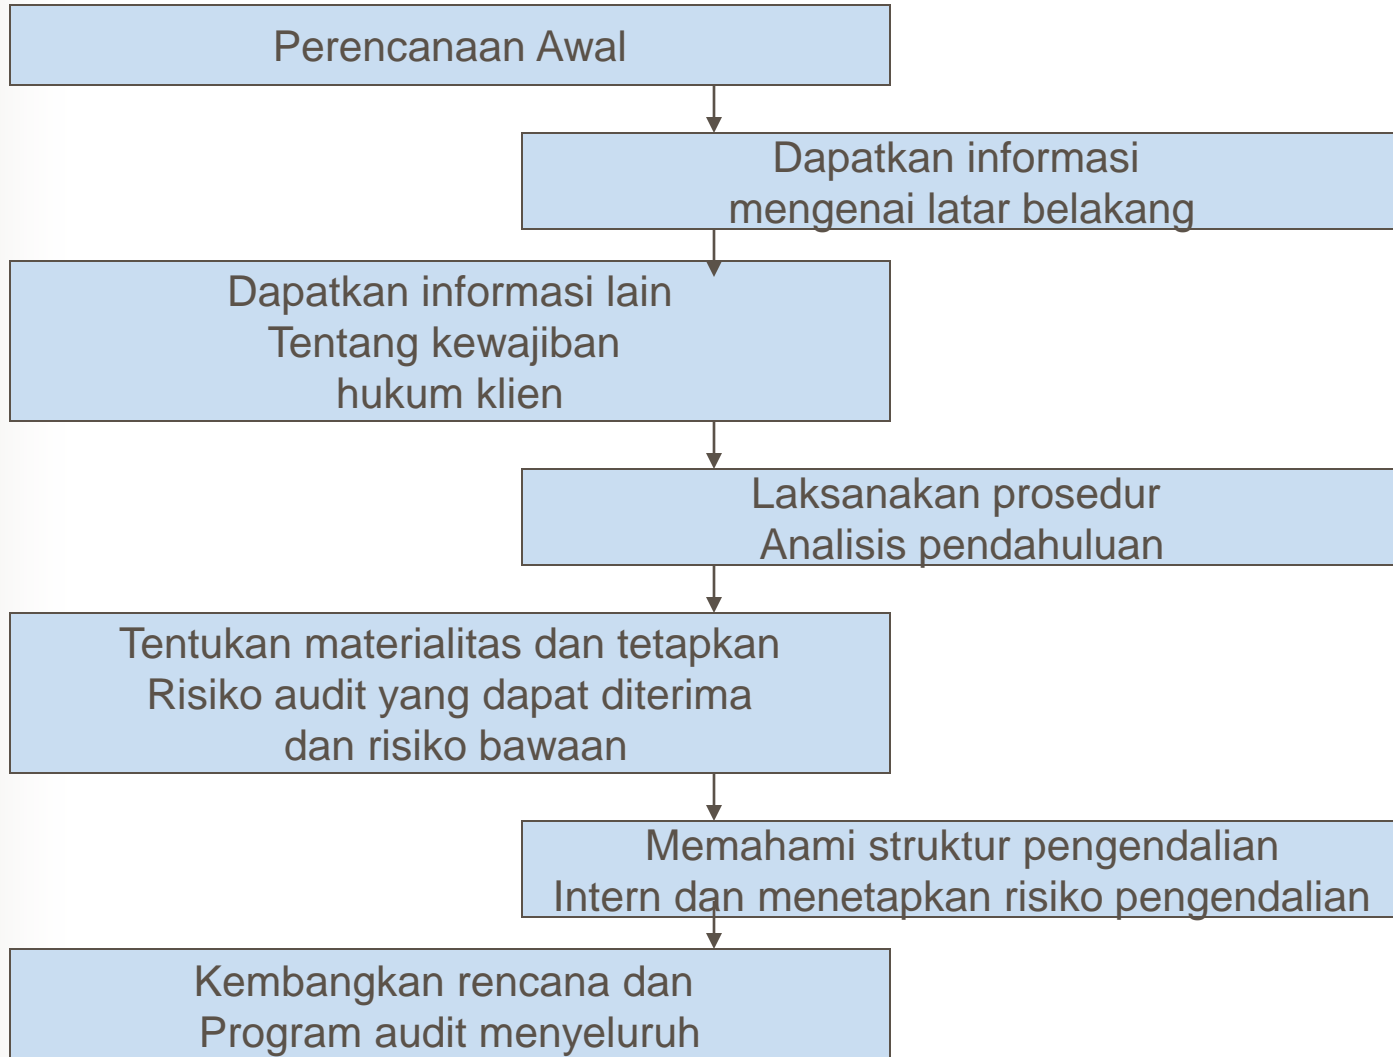 Perencanaan Awal
Dapatkan informasi
mengenai latar belakang
Dapatkan informasi lain
Tentang kewajiban
hukum klien
Laksanakan prosedur
Analisis pendahuluan
Tentukan materialitas dan tetapkan
Risiko audit yang dapat diterima
dan risiko bawaan
Memahami struktur pengendalian
Intern dan menetapkan risiko pengendalian
Kembangkan rencana dan
Program audit menyeluruh